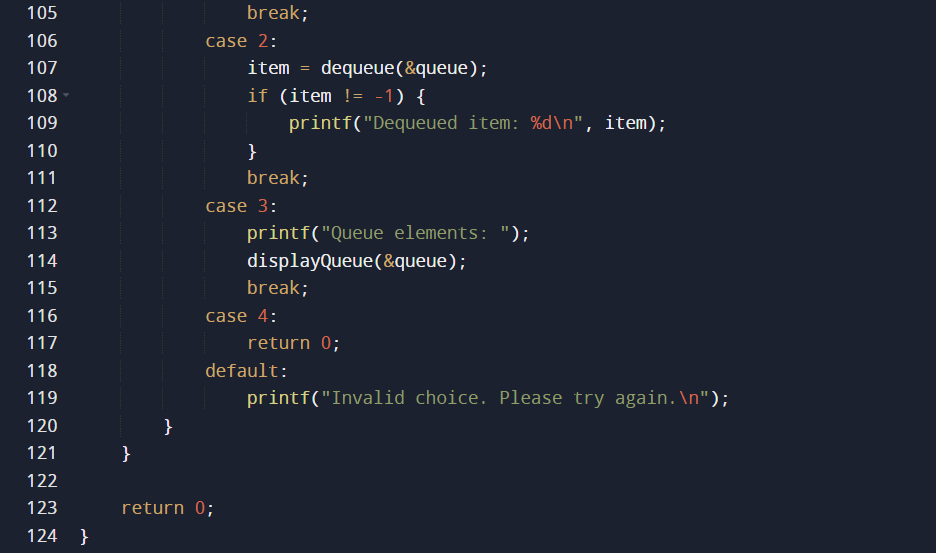 105                 break;
106             case 2:
107                 item = dequeue(&queue);
108                 if (item != -1) {
109                     printf("Dequeued item: %d\n", item);
110                 }
111                 break;
112             case 3:
113                 printf("Queue elements: ");
114                 displayQueue(&queue);
115                 break;
116             case 4:
117                 return 0;
118             default:
119                 printf("Invalid choice. Please try again.\n");
120         }
121     }
122
123     return 0;
124 }